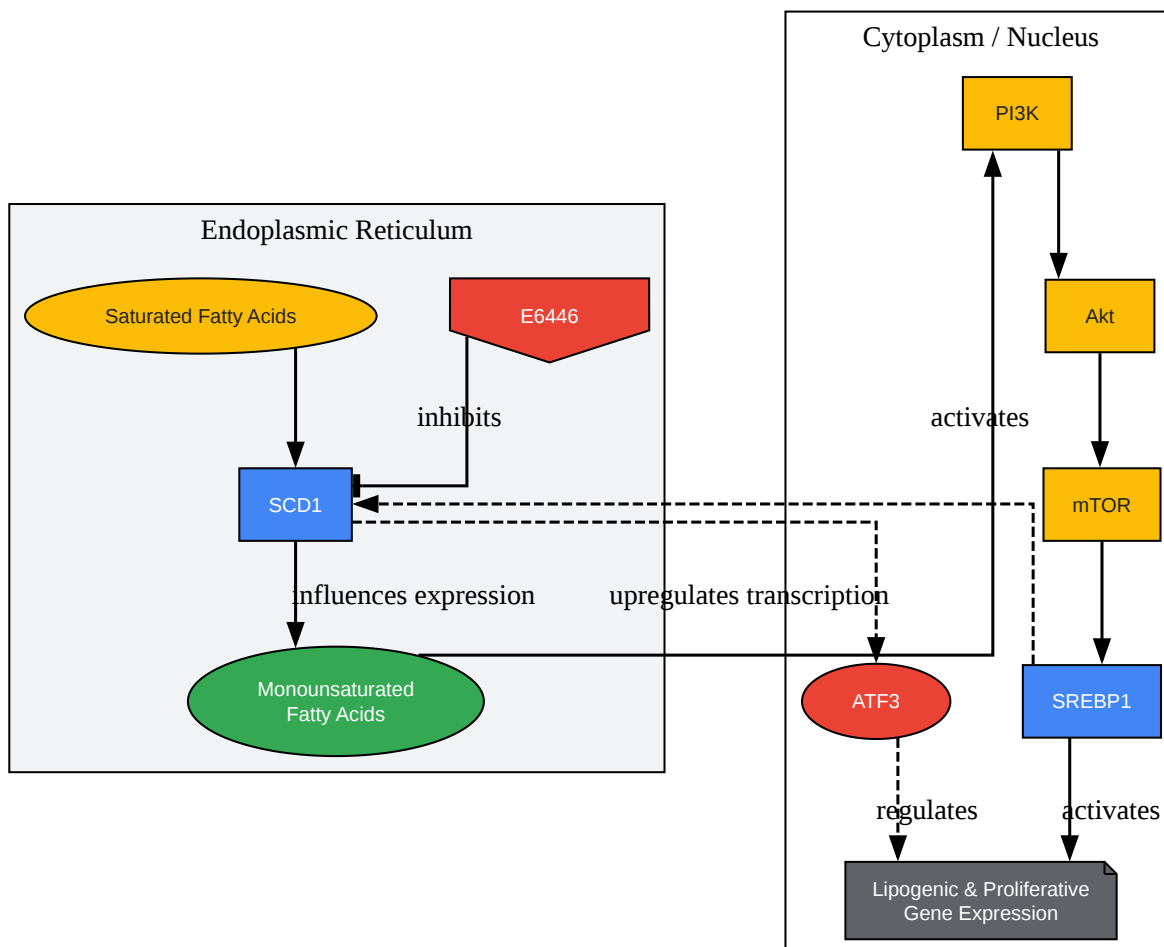 Cytoplasm / Nucleus
PI3K
Endoplasmic Reticulum
Saturated Fatty Acids
E6446
Akt
inhibits
activates
SCD1
mTOR
influences expression
upregulates transcription
Monounsaturated
Fatty Acids
ATF3
SREBP1
regulates
activates
Lipogenic & Proliferative
Gene Expression